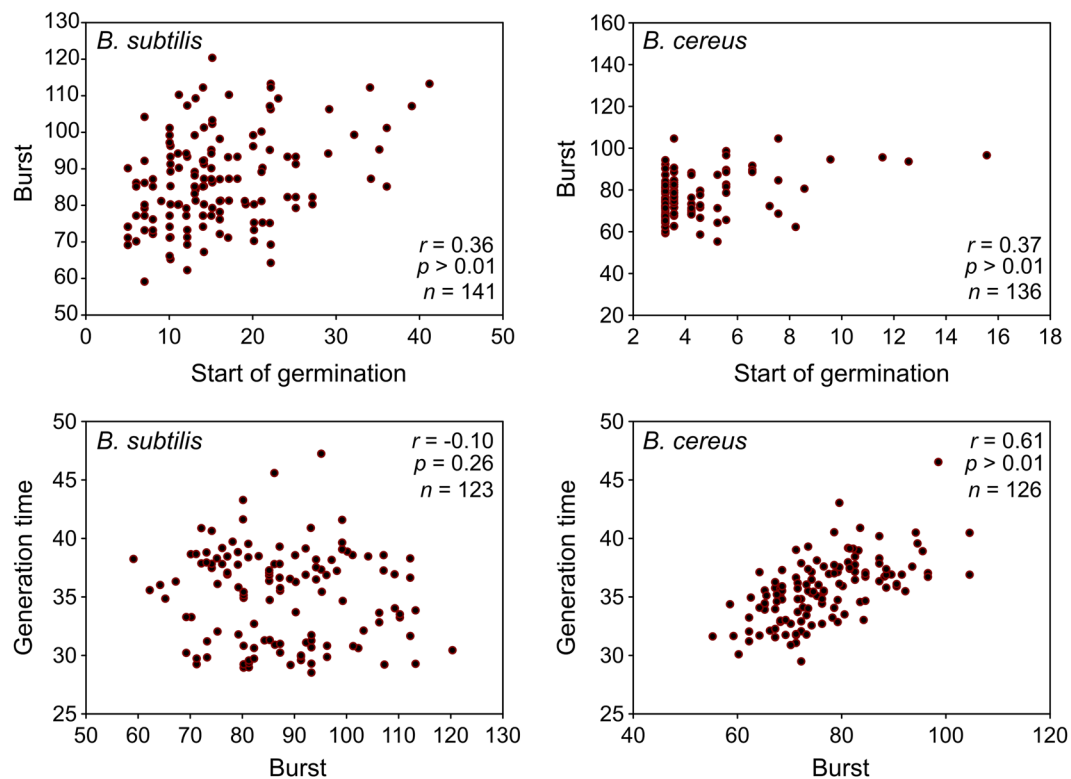 B. subtilis
130
120
110
100
90
80
70
60
50
Burst
r = 0.36
p > 0.01
n = 141
0 10 20 30 40 50
Start of germination
B. cereus
160
140
120
100
80
60
40
20
Burst
r = 0.37
p > 0.01
n = 136
2 4 6 8 10 12 14 16 18
Start of germination
B. subtilis
50
45
40
35
30
25
Generation time
r = -0.10
p = 0.26
n = 123
50 60 70 80 90 100 110 120 130
Burst
B. cereus
50
45
40
35
30
25
Generation time
r = 0.61
p > 0.01
n = 126
40 60 80 100 120
Burst